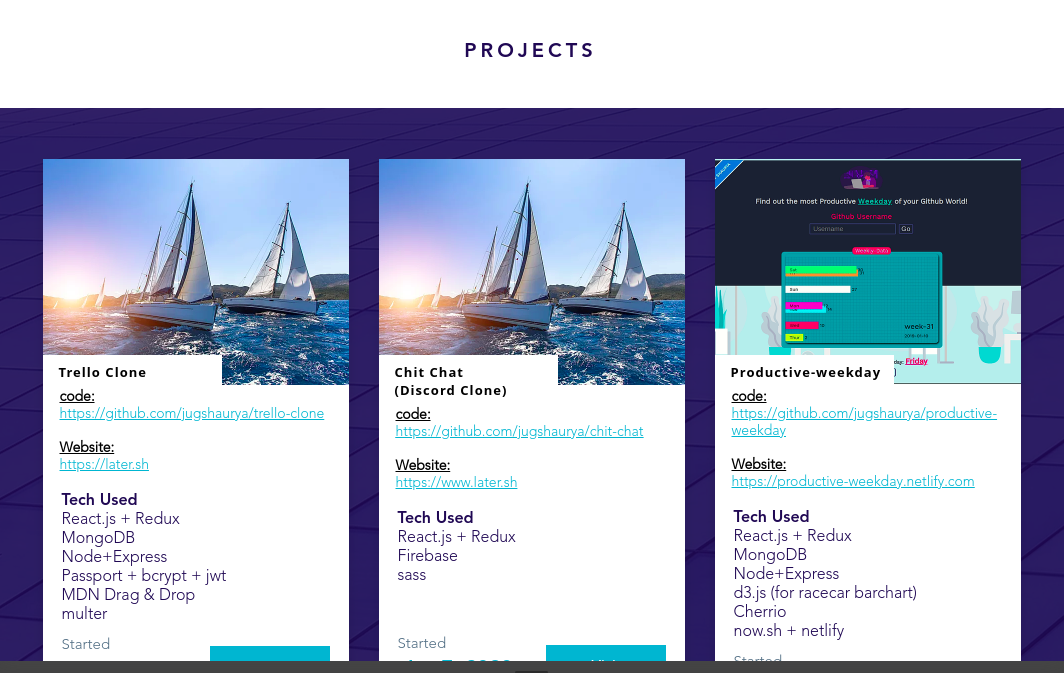 PROJECTS
Trello Clone
code:
https://github.com/jugshaurya/trello-clone
Website:
https://later.sh
Tech Used
React.js + Redux
MongoDB
Node+Express
Passport + bcrypt + jwt
MDN Drag & Drop
multer
Started
Chit Chat
(Discord Clone)
code:
https://github.com/jugshaurya/chit-chat
Website:
https://www.later.sh
Tech Used
React.js + Redux
Firebase
sass
Started
Find out the most Productive Weekday of your Github World!
Github Username
Username Go
Sat
Sun
week-31
Thur
Friday
Productive-weekday
code:
https://github.com/jugshaurya/productive-
weekday
Website:
https://productive-weekday.netlify.com
Tech Used
React.js + Redux
MongoDB
Node+Express
d3.js (for racecar barchart)
Cherrio
now.sh + netlify
Started